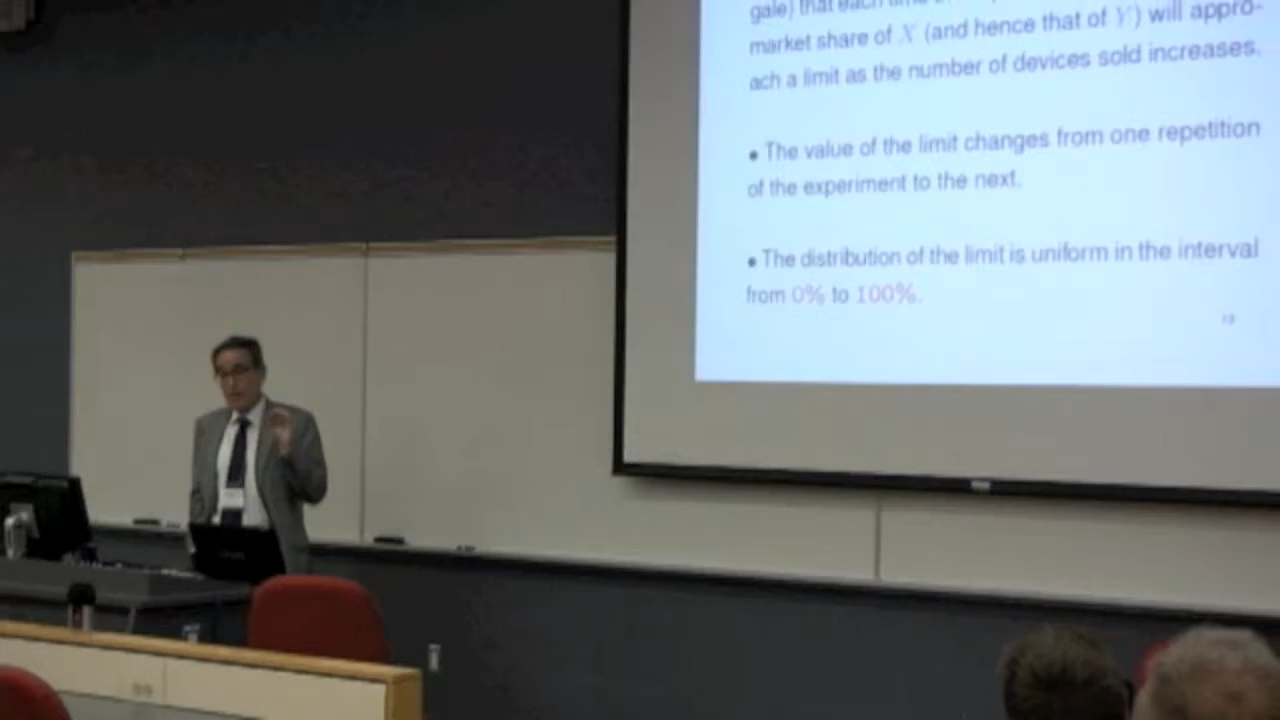 gale) that each time
market share of X (and hence that of Y) will appro-
ach a limit as the number of devices sold increases.
• The value of the limit changes from one repetition
of the experiment to the next.
• The distribution of the limit is uniform in the interval
from 0% to 100%.